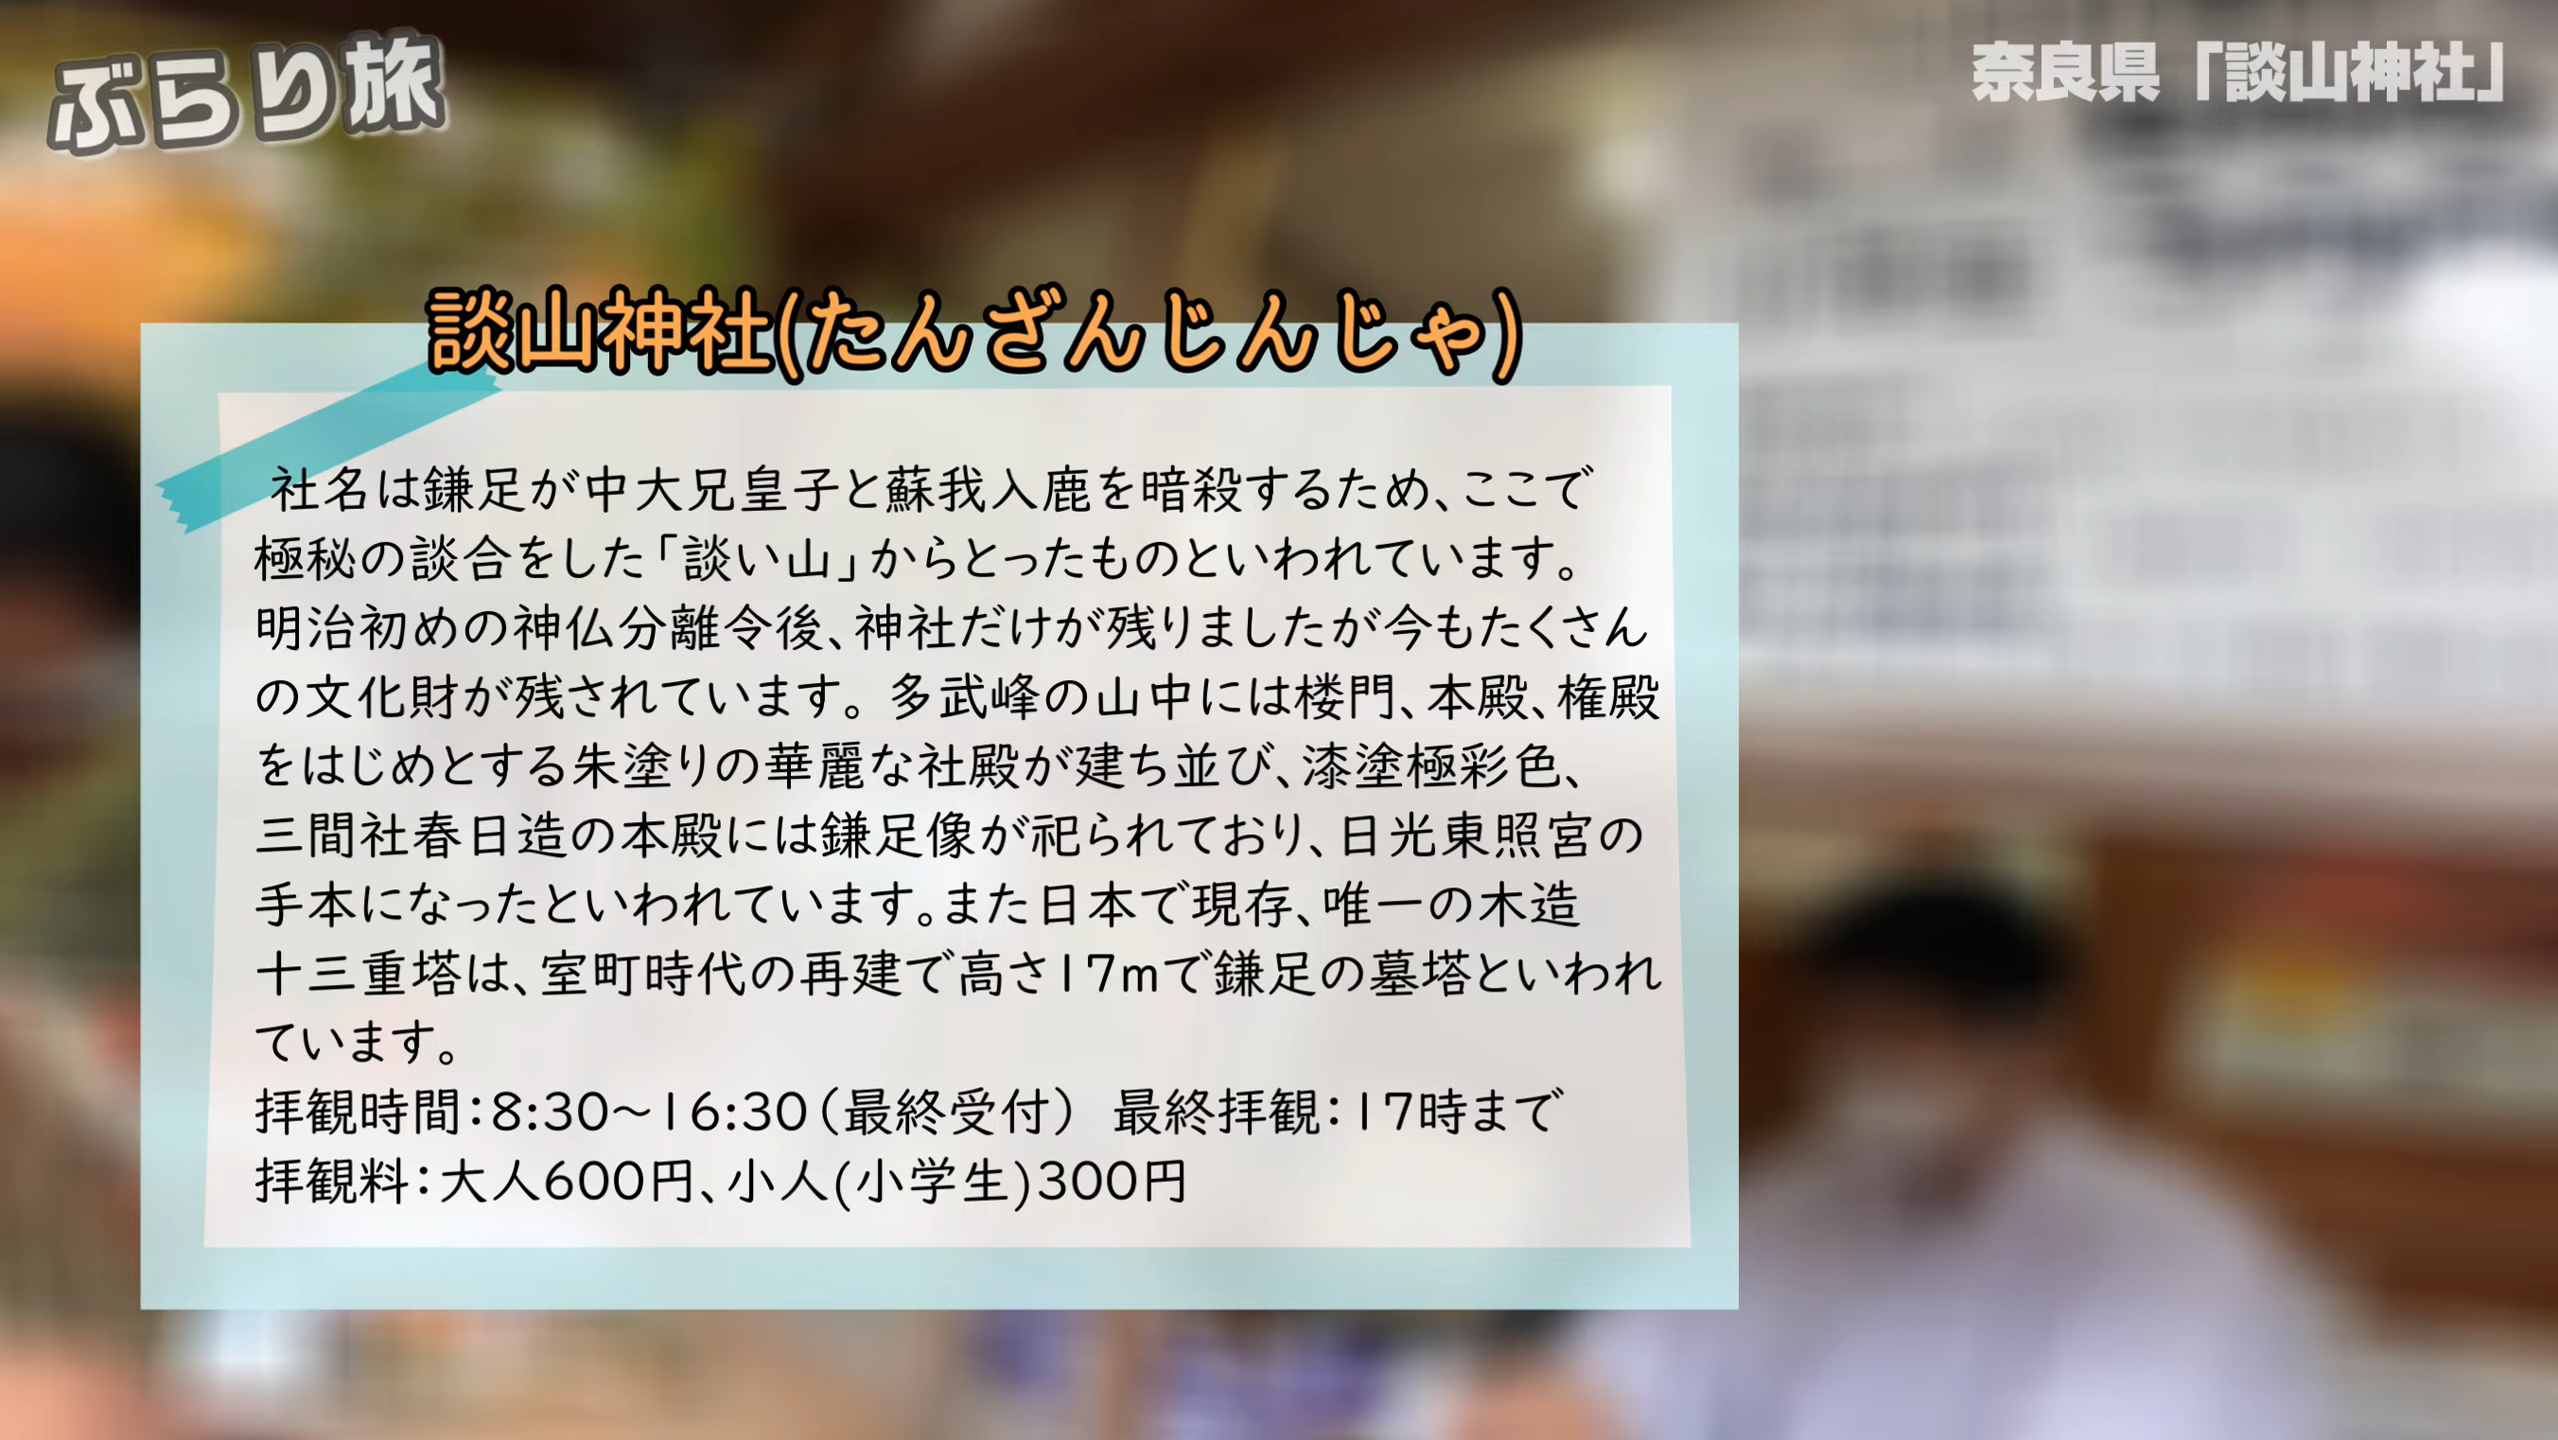 ぶらり旅
奈良県「談山神社」
談山神社(たんざんじんじゃ)
社名は鎌足が中大兄皇子と蘇我入鹿を暗殺するため、ここで
極秘の談合をした「談い山」からとったものといわれています。
明治初めの神仏分離令後、神社だけが残りましたが今もたくさん
の文化財が残されています。多武峰の山中には楼門、本殿、権殿
をはじめとする朱塗りの華麗な社殿が建ち並び、漆塗極彩色、
三間社春日造の本殿には鎌足像が祀られており、日光東照宮の
手本になったといわれています。また日本で現存、唯一の木造
十三重塔は、室町時代の再建で高さ17mで鎌足の墓塔といわれ
ています。
拝観時間：8:30～16:30（最終受付） 最終拝観：17時まで
拝観料：大人600円、小人(小学生)300円